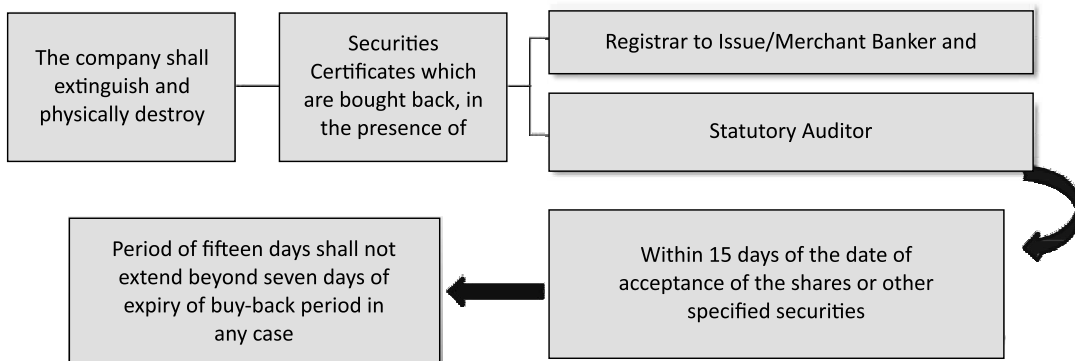 The company shall
extinguish and
physically destroy
Securities
Certificates which
are bought back, in
the presence of
Registrar to Issue/Merchant Banker and
Statutory Auditor
Within 15 days of the date of
acceptance of the shares or other
specified securities
Period of fifteen days shall not
extend beyond seven days of
expiry of buy-back period in
any case